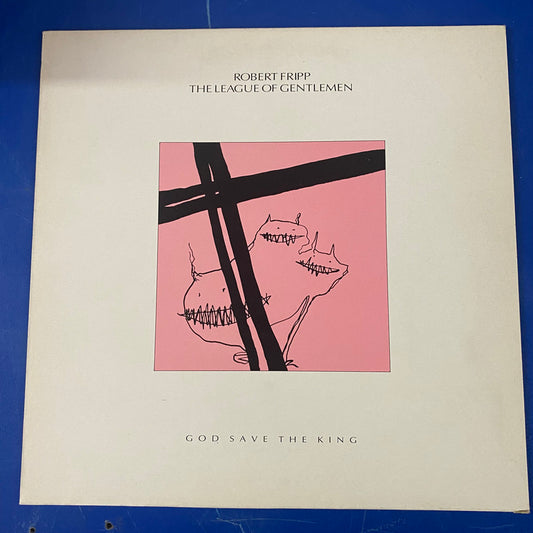 ROBERT FRIPP
THE LEAGUE OF GENTLEMEN
GOD SAVE THE KING